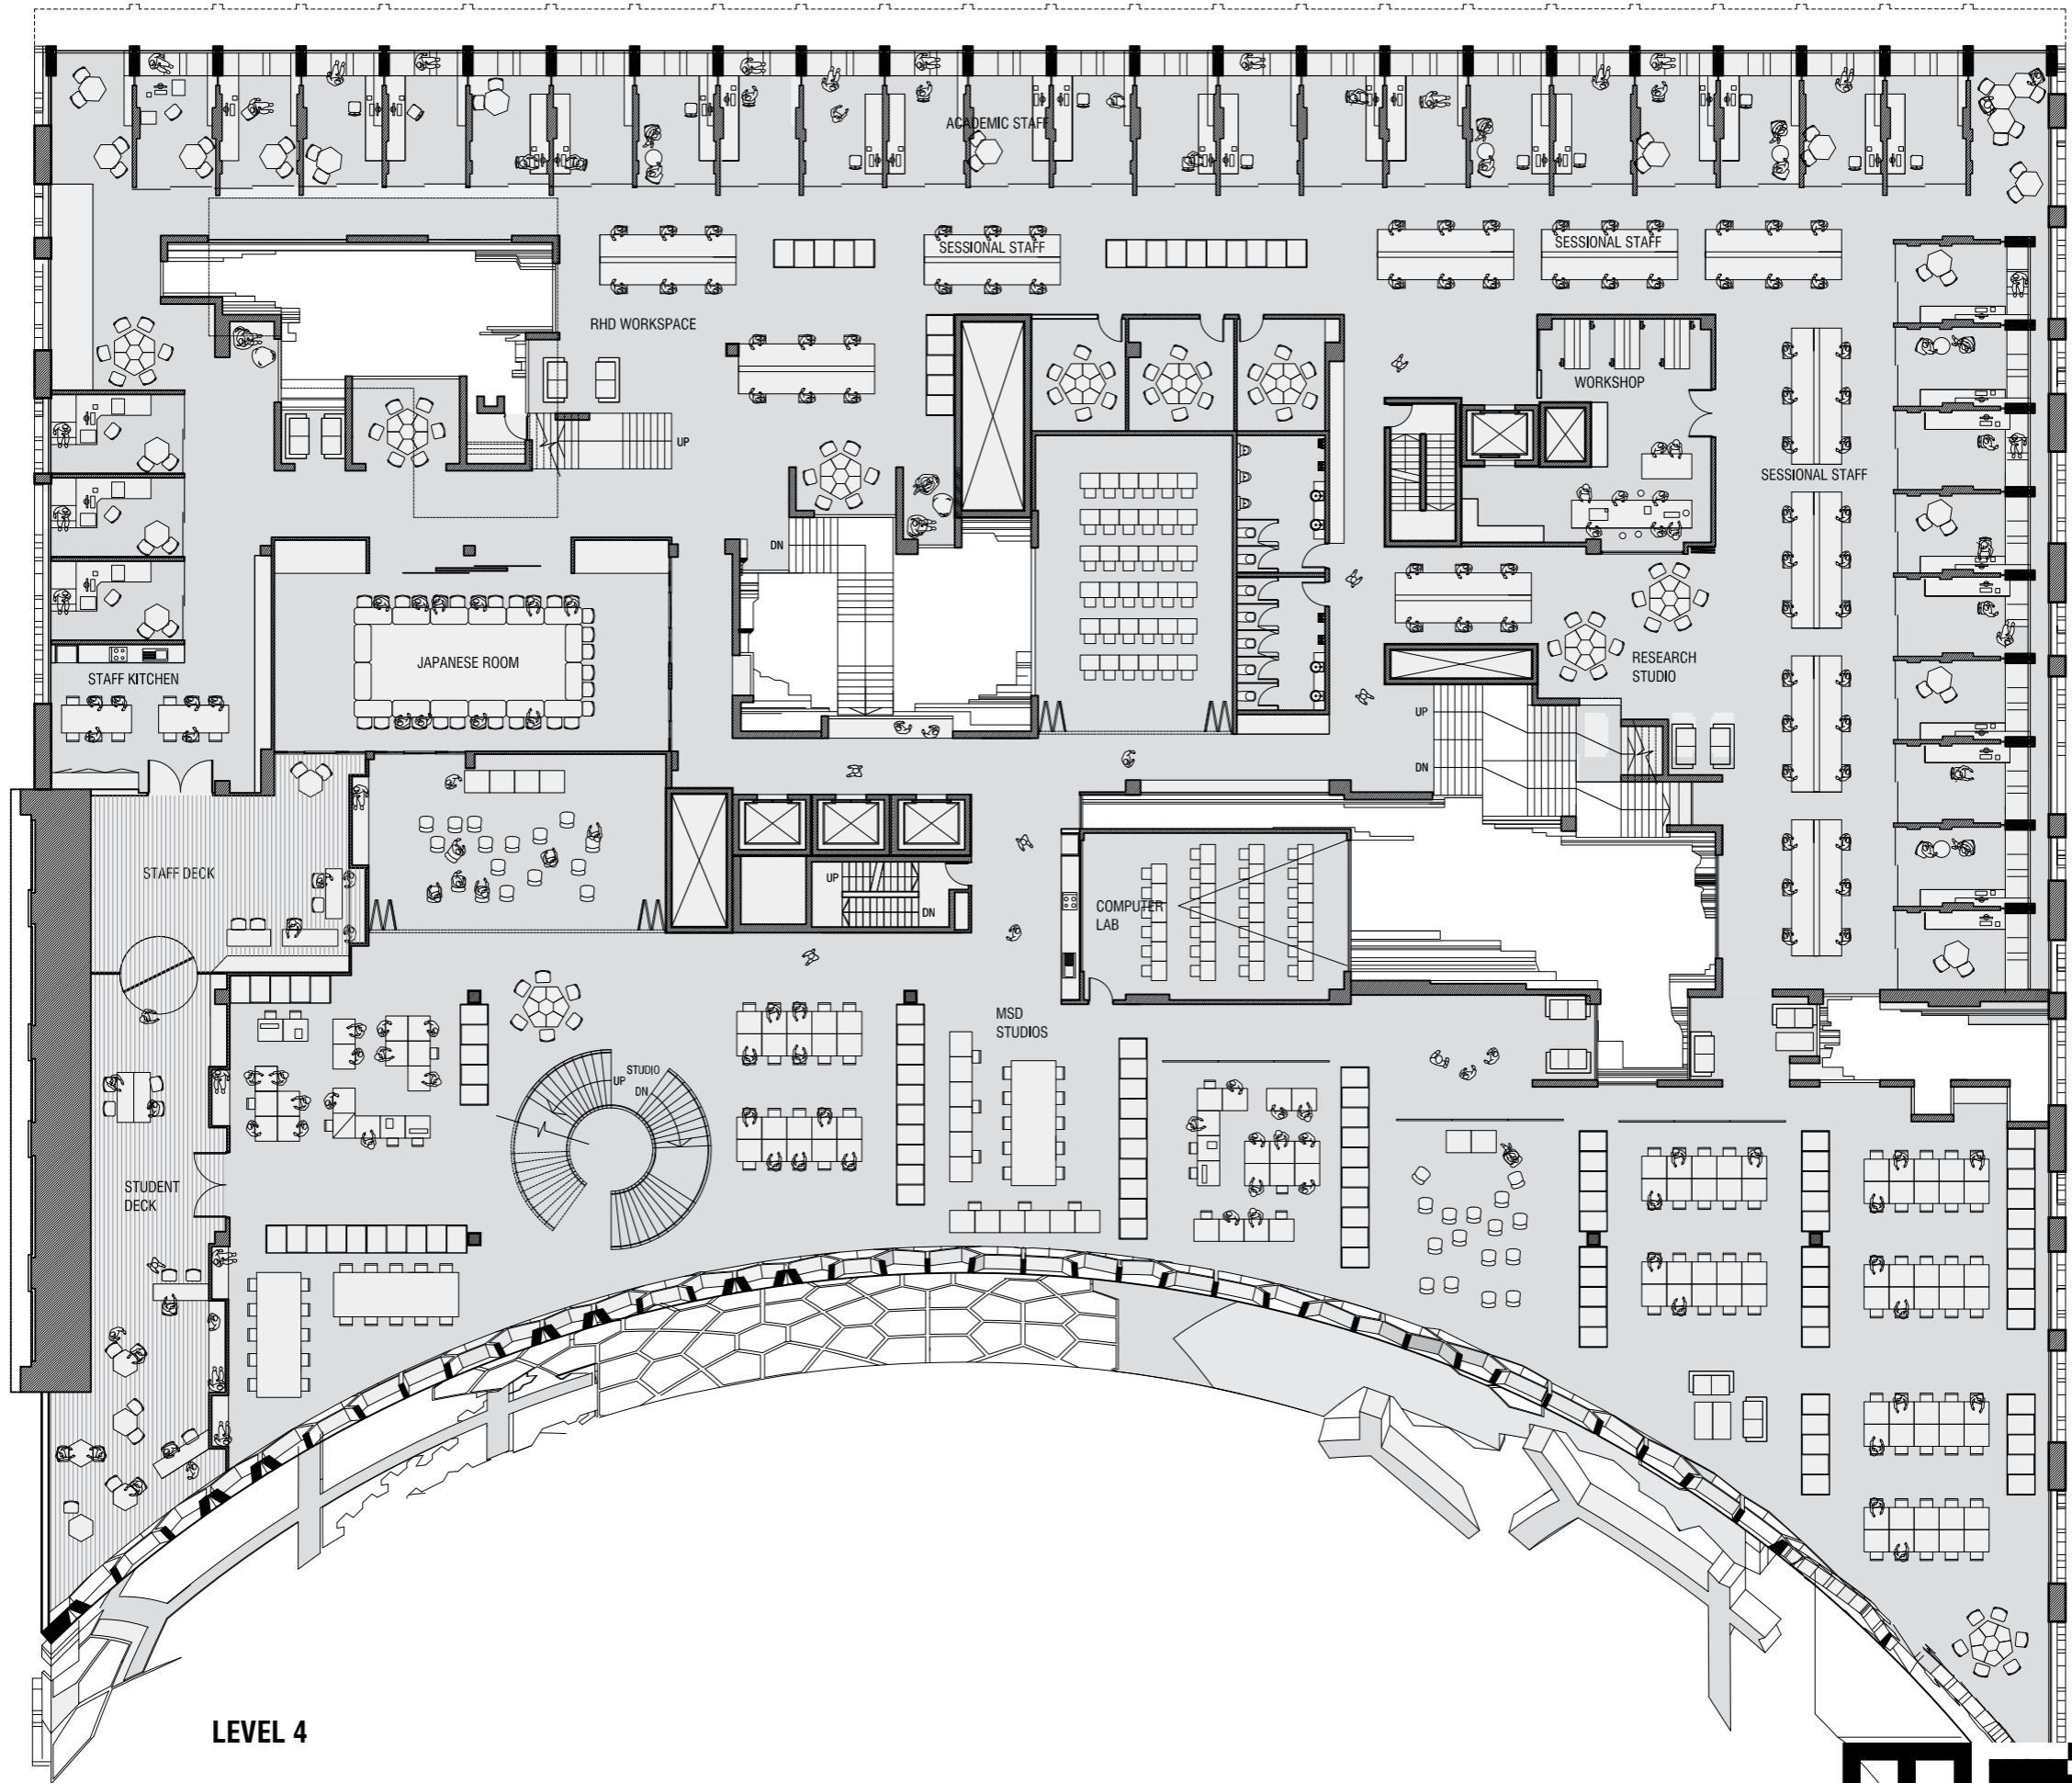 ACADEMIC STAFF
SESSIONAL STAFF
SESSIONAL STAFF
RHD WORKSPACE
WORKSHOP
UP
SESSIONAL STAFF
DN
JAPANESE ROOM
STAFF KITCHEN
RESEARCH
STUDIO
UP
DN
STAFF DECK
UP
DN
COMPUTER
LAB
MSD
STUDIOS
STUDIO
UP
DN
STUDENT
DECK
LEVEL 4